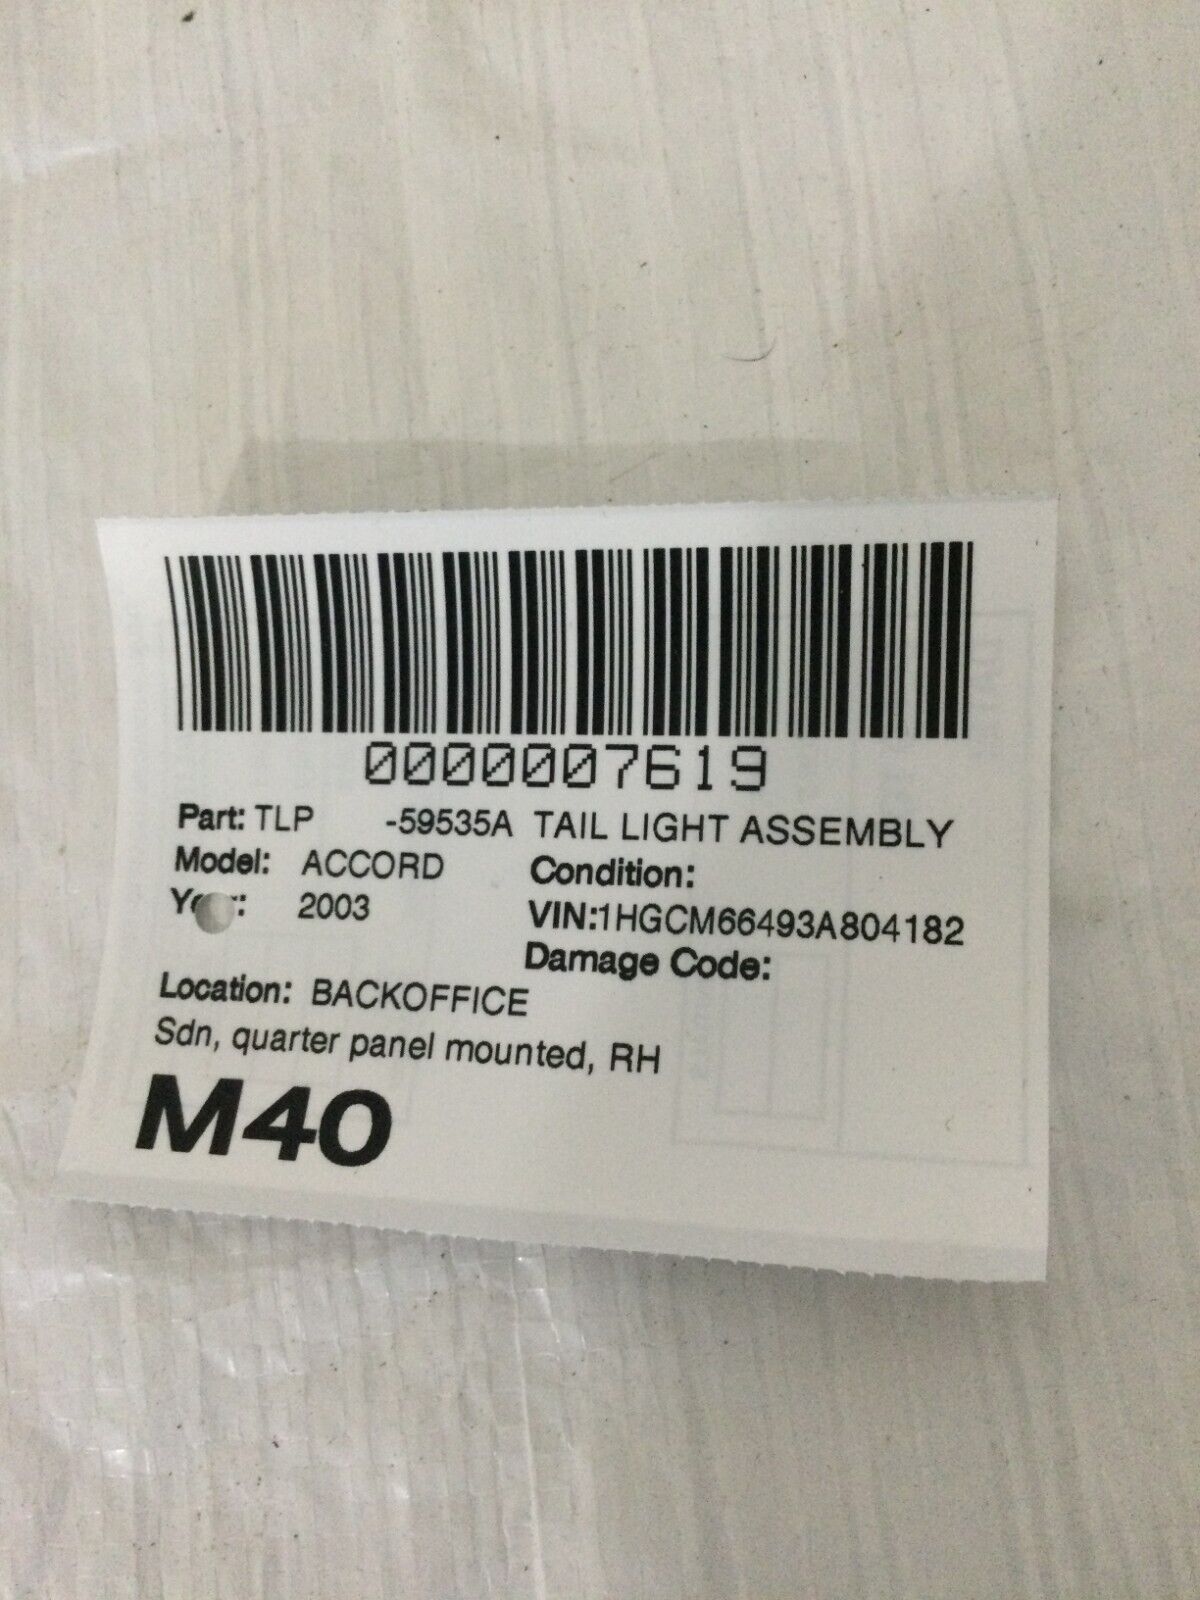 0000007619
Part: TLP -59535A TAIL LIGHT ASSEMBLY
Model: ACCORD Condition:
2003 VIN:1HGCM66493A804182
Damage Code:
Location: BACKOFFICE
Sdn, quarter panel mounted, RH
M40